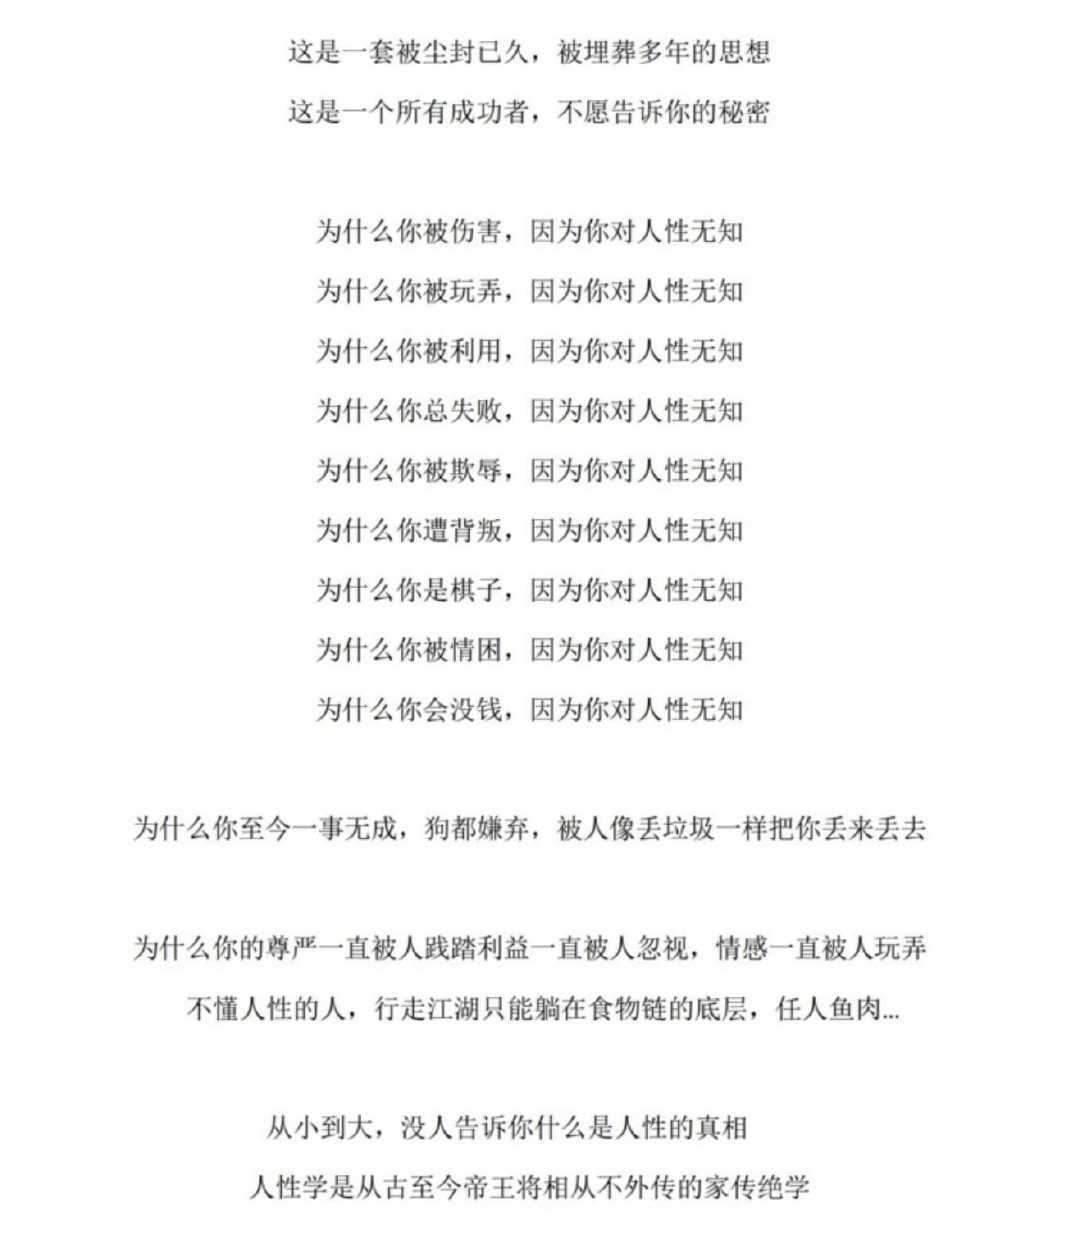 这是一套被尘封已久，被埋葬多年的思想
这是一个所有成功者，不愿告诉你的秘密
为什么你被伤害，因为你对人性无知
为什么你被玩弄，因为你对人性无知
为什么你被利用，因为你对人性无知
为什么你总失败，因为你对人性无知
为什么你被欺辱，因为你对人性无知
为什么你遭背叛，因为你对人性无知
为什么你是棋子，因为你对人性无知
为什么你被情困，因为你对人性无知
为什么你会没钱，因为你对人性无知
为什么你至今一事无成，狗都嫌弃，被人像丢垃圾一样把你丢来丢去
为什么你的尊严一直被人践踏利益一直被人忽视，情感一直被人玩弄
不懂人性的人，行走江湖只能躺在食物链的底层，任人鱼肉...
从小到大，没人告诉你什么是人性的真相
人性学是从古至今帝王将相从不外传的家传绝学